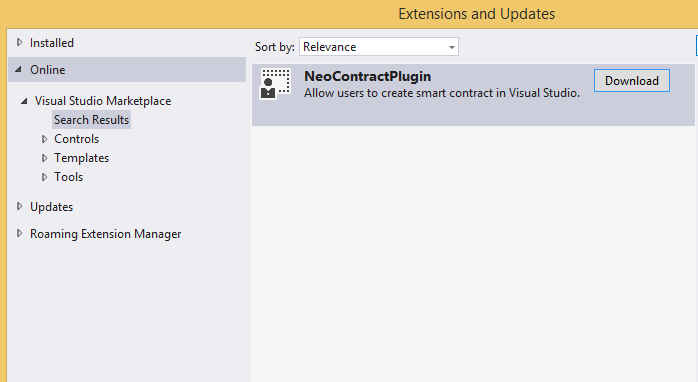 Extensions and Updates
Installed
Online
Visual Studio Marketplace
Search Results
Controls
Templates
Tools
Updates
Roaming Extension Manager
Sort by: Relevance
NeoContractPlugin
Allow users to create smart contract in Visual Studio.
Download